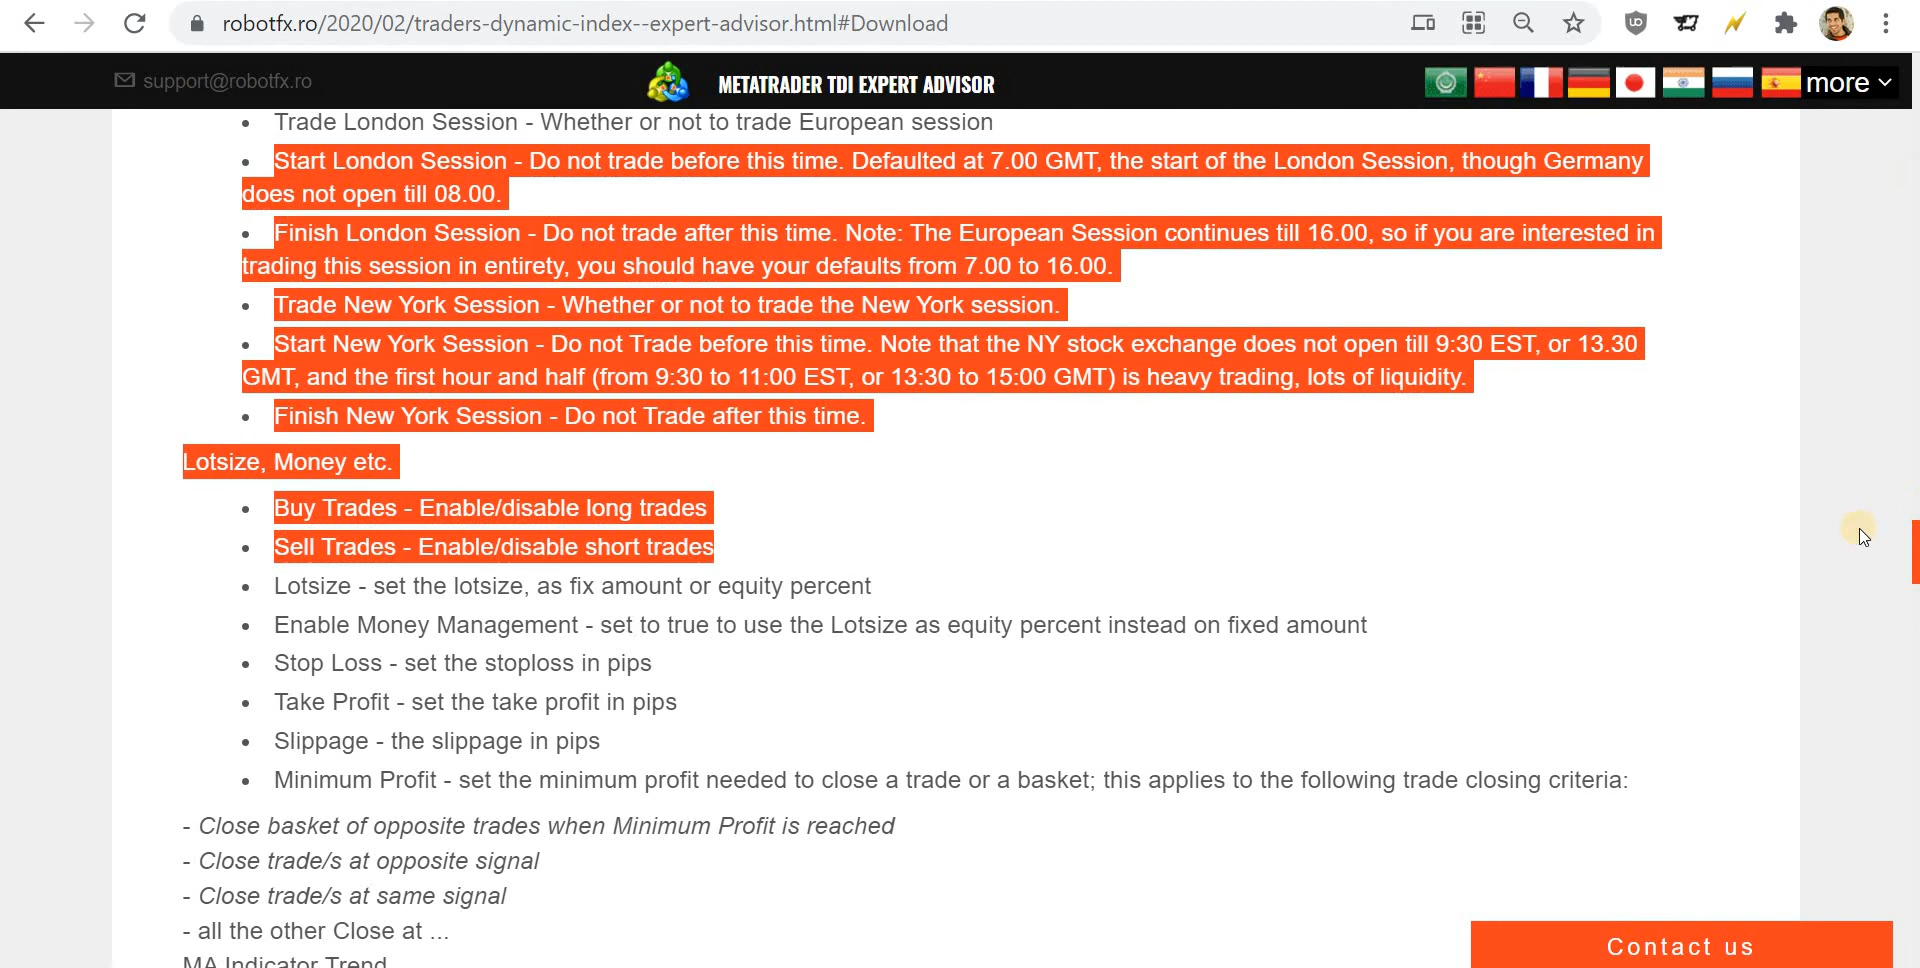 robotfx.ro/2020/02/traders-dynamic-index--expert-advisor.html#Download
support@robotfx.ro
METATRADER TDI EXPERT ADVISOR
more
Trade London Session - Whether or not to trade European session
Start London Session - Do not trade before this time. Defaulted at 7.00 GMT, the start of the London Session, though Germany
does not open till 08.00.
Finish London Session - Do not trade after this time. Note: The European Session continues till 16.00, so if you are interested in
trading this session in entirety, you should have your defaults from 7.00 to 16.00.
Trade New York Session - Whether or not to trade the New York session.
Start New York Session - Do not Trade before this time. Note that the NY stock exchange does not open till 9:30 EST, or 13.30
GMT, and the first hour and half (from 9:30 to 11:00 EST, or 13:30 to 15:00 GMT) is heavy trading, lots of liquidity.
Finish New York Session - Do not Trade after this time.
Lotsize, Money etc.
Buy Trades - Enable/disable long trades
Sell Trades - Enable/disable short trades
Lotsize - set the lotsize, as fix amount or equity percent
Enable Money Management - set to true to use the Lotsize as equity percent instead on fixed amount
Stop Loss - set the stoploss in pips
Take Profit - set the take profit in pips
Slippage - the slippage in pips
Minimum Profit - set the minimum profit needed to close a trade or a basket; this applies to the following trade closing criteria:
- Close basket of opposite trades when Minimum Profit is reached
- Close trade/s at opposite signal
- Close trade/s at same signal
- all the other Close at ...
Contact us
MA Indicator Trend